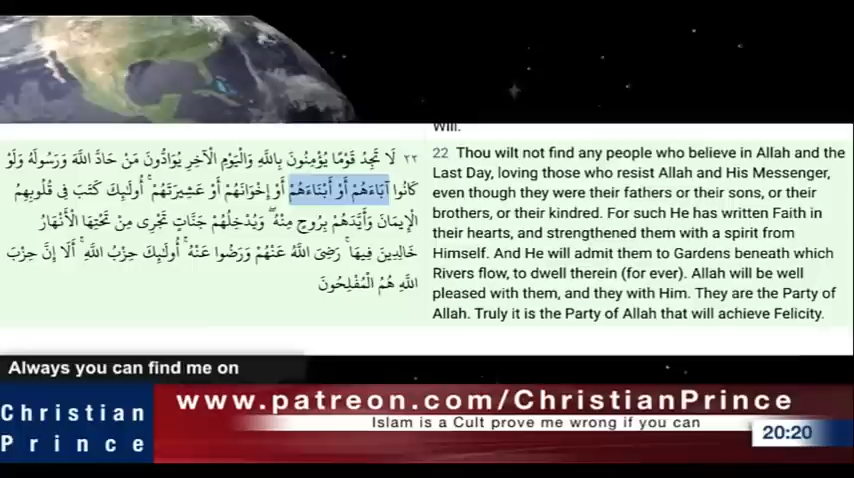 Will.
٢٢ لَا تَجِدُ قَوْمًا يُؤْمِنُونَ بِاللَّهِ وَالْيَوْمِ الْآخِرِ يُوَادُّونَ مَنْ حَادَّ اللَّهَ وَرَسُولَهُ وَلَوْ
كَانُوا آبَاءَهُمْ أَوْ أَبْنَاءَهُمْ أَوْ إِخْوَانَهُمْ أَوْ عَشِيرَتَهُمْ ۚ أُولَٰئِكَ كَتَبَ فِي قُلُوبِهِمُ
الْإِيمَانَ وَأَيَّدَهُمْ بِرُوحٍ مِنْهُ ۖ وَيُدْخِلُهُمْ جَنَّاتٍ تَجْرِي مِنْ تَحْتِهَا الْأَنْهَارُ
خَالِدِينَ فِيهَا ۚ رَضِيَ اللَّهُ عَنْهُمْ وَرَضُوا عَنْهُ ۚ أُولَٰئِكَ حِزْبُ اللَّهِ ۚ أَلَا إِنَّ حِزْبَ
اللَّهِ هُمُ الْمُفْلِحُونَ
22 Thou wilt not find any people who believe in Allah and the
Last Day, loving those who resist Allah and His Messenger,
even though they were their fathers or their sons, or their
brothers, or their kindred. For such He has written Faith in
their hearts, and strengthened them with a spirit from
Himself. And He will admit them to Gardens beneath which
Rivers flow, to dwell therein (for ever). Allah will be well
pleased with them, and they with Him. They are the Party of
Allah. Truly it is the Party of Allah that will achieve Felicity.
Always you can find me on
Christian
Prince
www.patreon.com/ChristianPrince
Islam is a Cult prove me wrong if you can
20:20